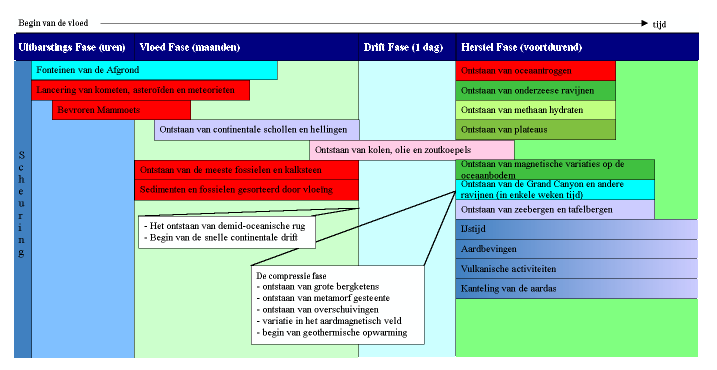 Begin van de vloed
tijd
Uitbarstings Fase (uren)
Vloed Fase (maanden)
Drift Fase (1 dag)
Herstel Fase (voortdurend)
Scheuring
Fonteinen van de Afgrond
Lancering van kometen, asteroïden en meteorieten
Bevroren Mammoets
Ontstaan van continentale schollen en hellingen
Ontstaan van kolen, olie en zoutkoepels
Ontstaan van de meeste fossielen en kalksteen
Sedimenten en fossielen gesorteerd door vloeing
Ontstaan van oceaantroggen
Ontstaan van onderzeese ravijnen
Ontstaan van methaan hydraten
Ontstaan van plateaus
Ontstaan van magnetische variaties op de
oceaanbodem
Ontstaan van de Grand Canyon en andere
ravijnen (in enkele weken tijd)
Ontstaan van zeebergen en tafelbergen
IJstijd
Aardbevingen
Vulkanische activiteiten
Kanteling van de aardas
- Het ontstaan van demid-oceanische rug
- Begin van de snelle continentale drift
De compressie fase
- ontstaan van grote bergketens
- ontstaan van metamorf gesteente
- ontstaan van overschuivingen
- variatie in het aardmagnetisch veld
- begin van geothermische opwarming